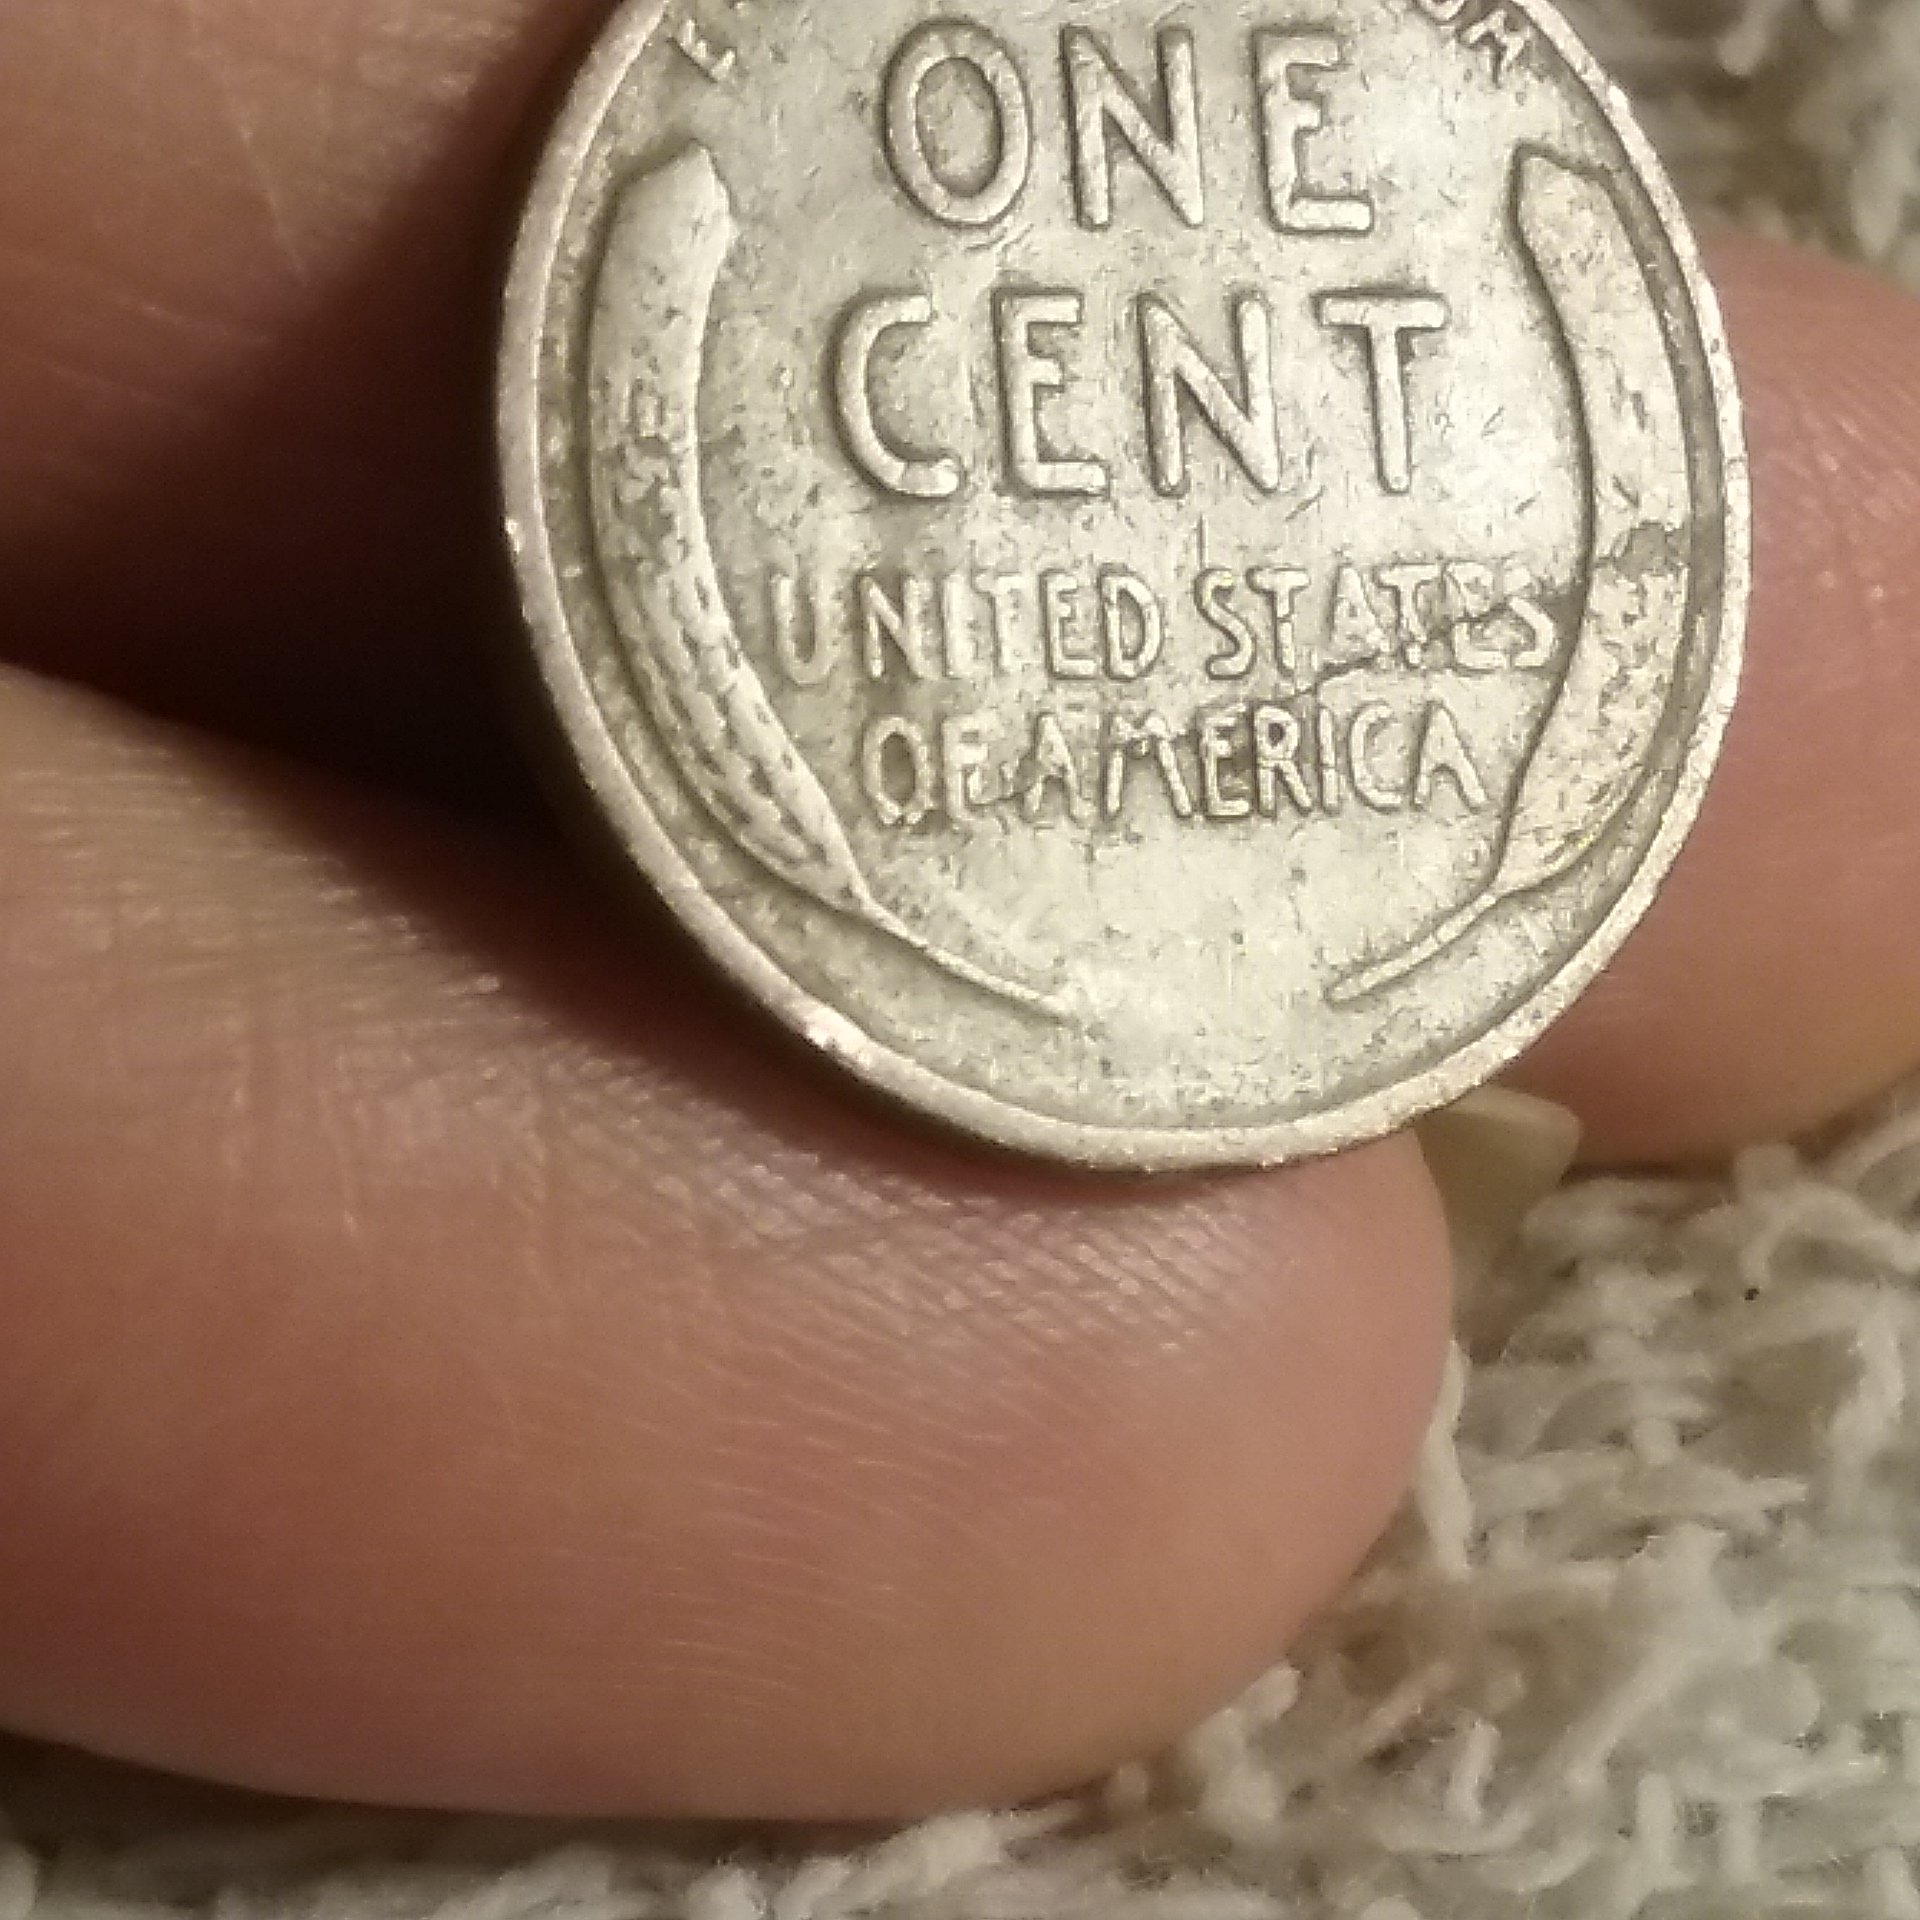 ONE
CENT
UNITED STATES
OF AMERICA